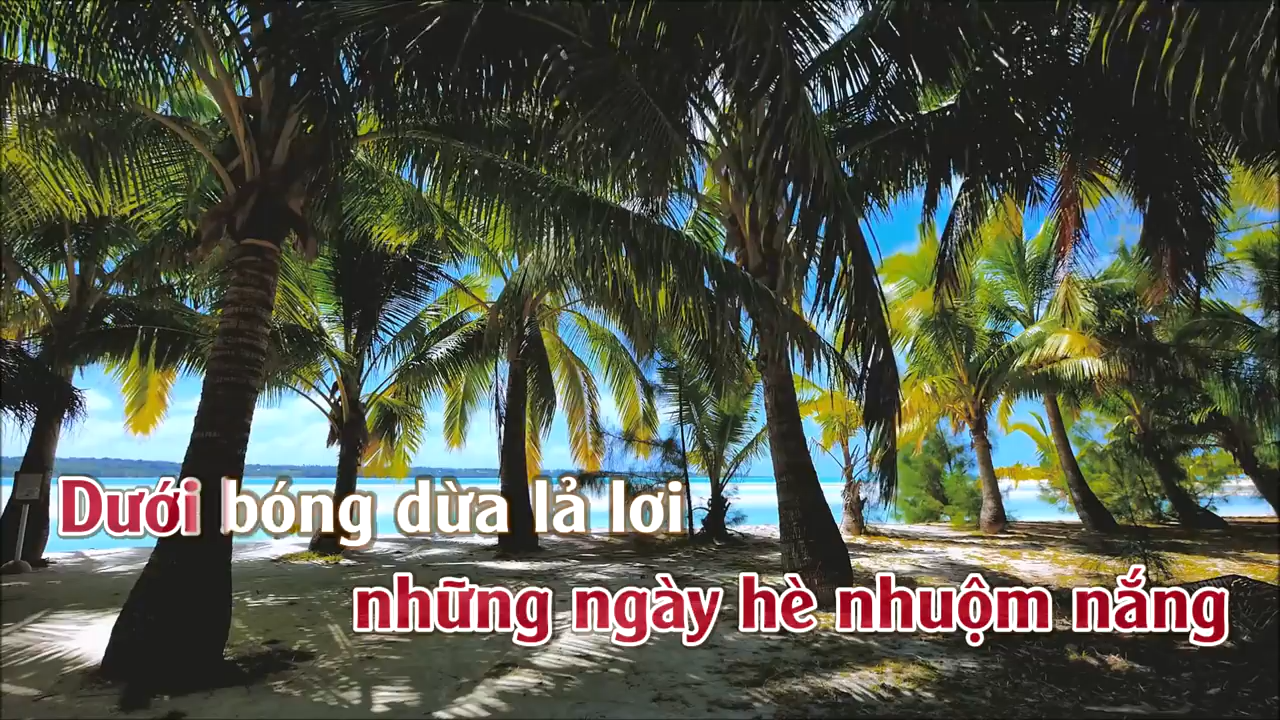 Dưới bóng dừa lả lơi
những ngày hè nhuộm nắng